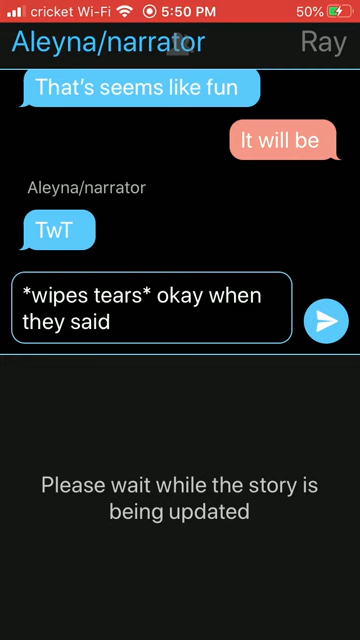 cricket Wi-Fi 5:50 PM 50%
Aleyna/narrator Ray
That's seems like fun
It will be
Aleyna/narrator
TwT
*wipes tears* okay when
they said
Please wait while the story is
being updated